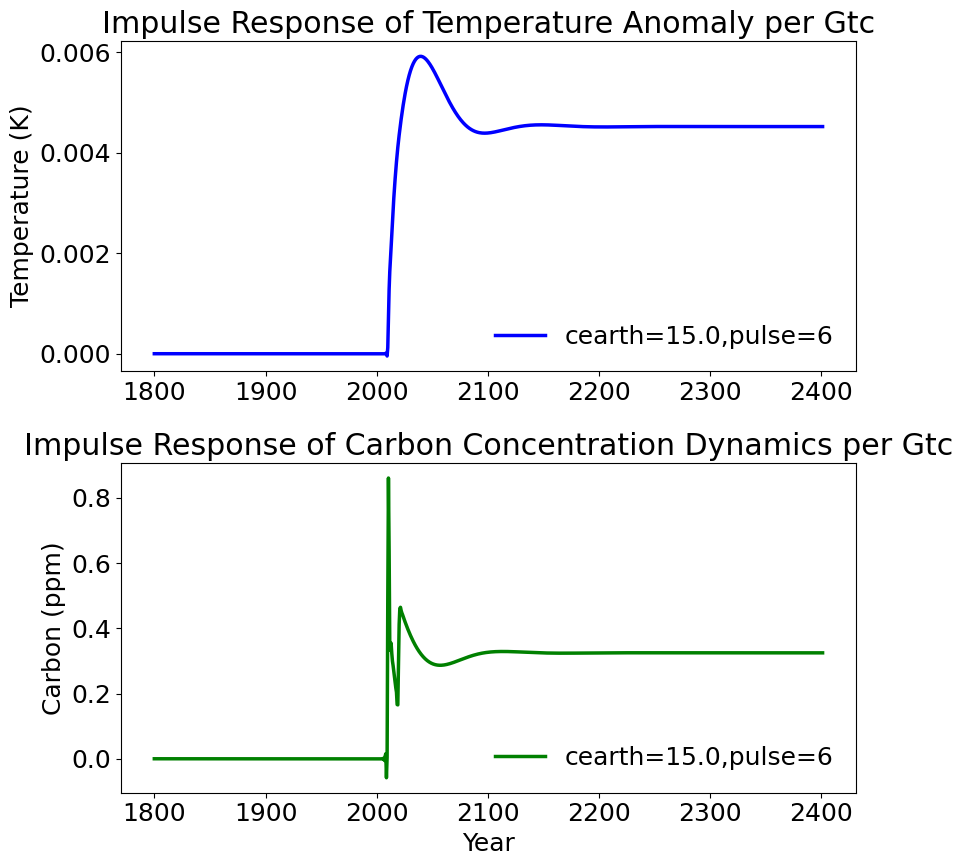 Impulse Response of Temperature Anomaly per Gtc
Temperature (K)
0.006
0.004
0.002
0.000
cearth=15.0,pulse=6
1800 1900 2000 2100 2200 2300 2400
Impulse Response of Carbon Concentration Dynamics per Gtc
Carbon (ppm)
0.8
0.6
0.4
0.2
0.0
cearth=15.0,pulse=6
1800 1900 2000 2100 2200 2300 2400
Year